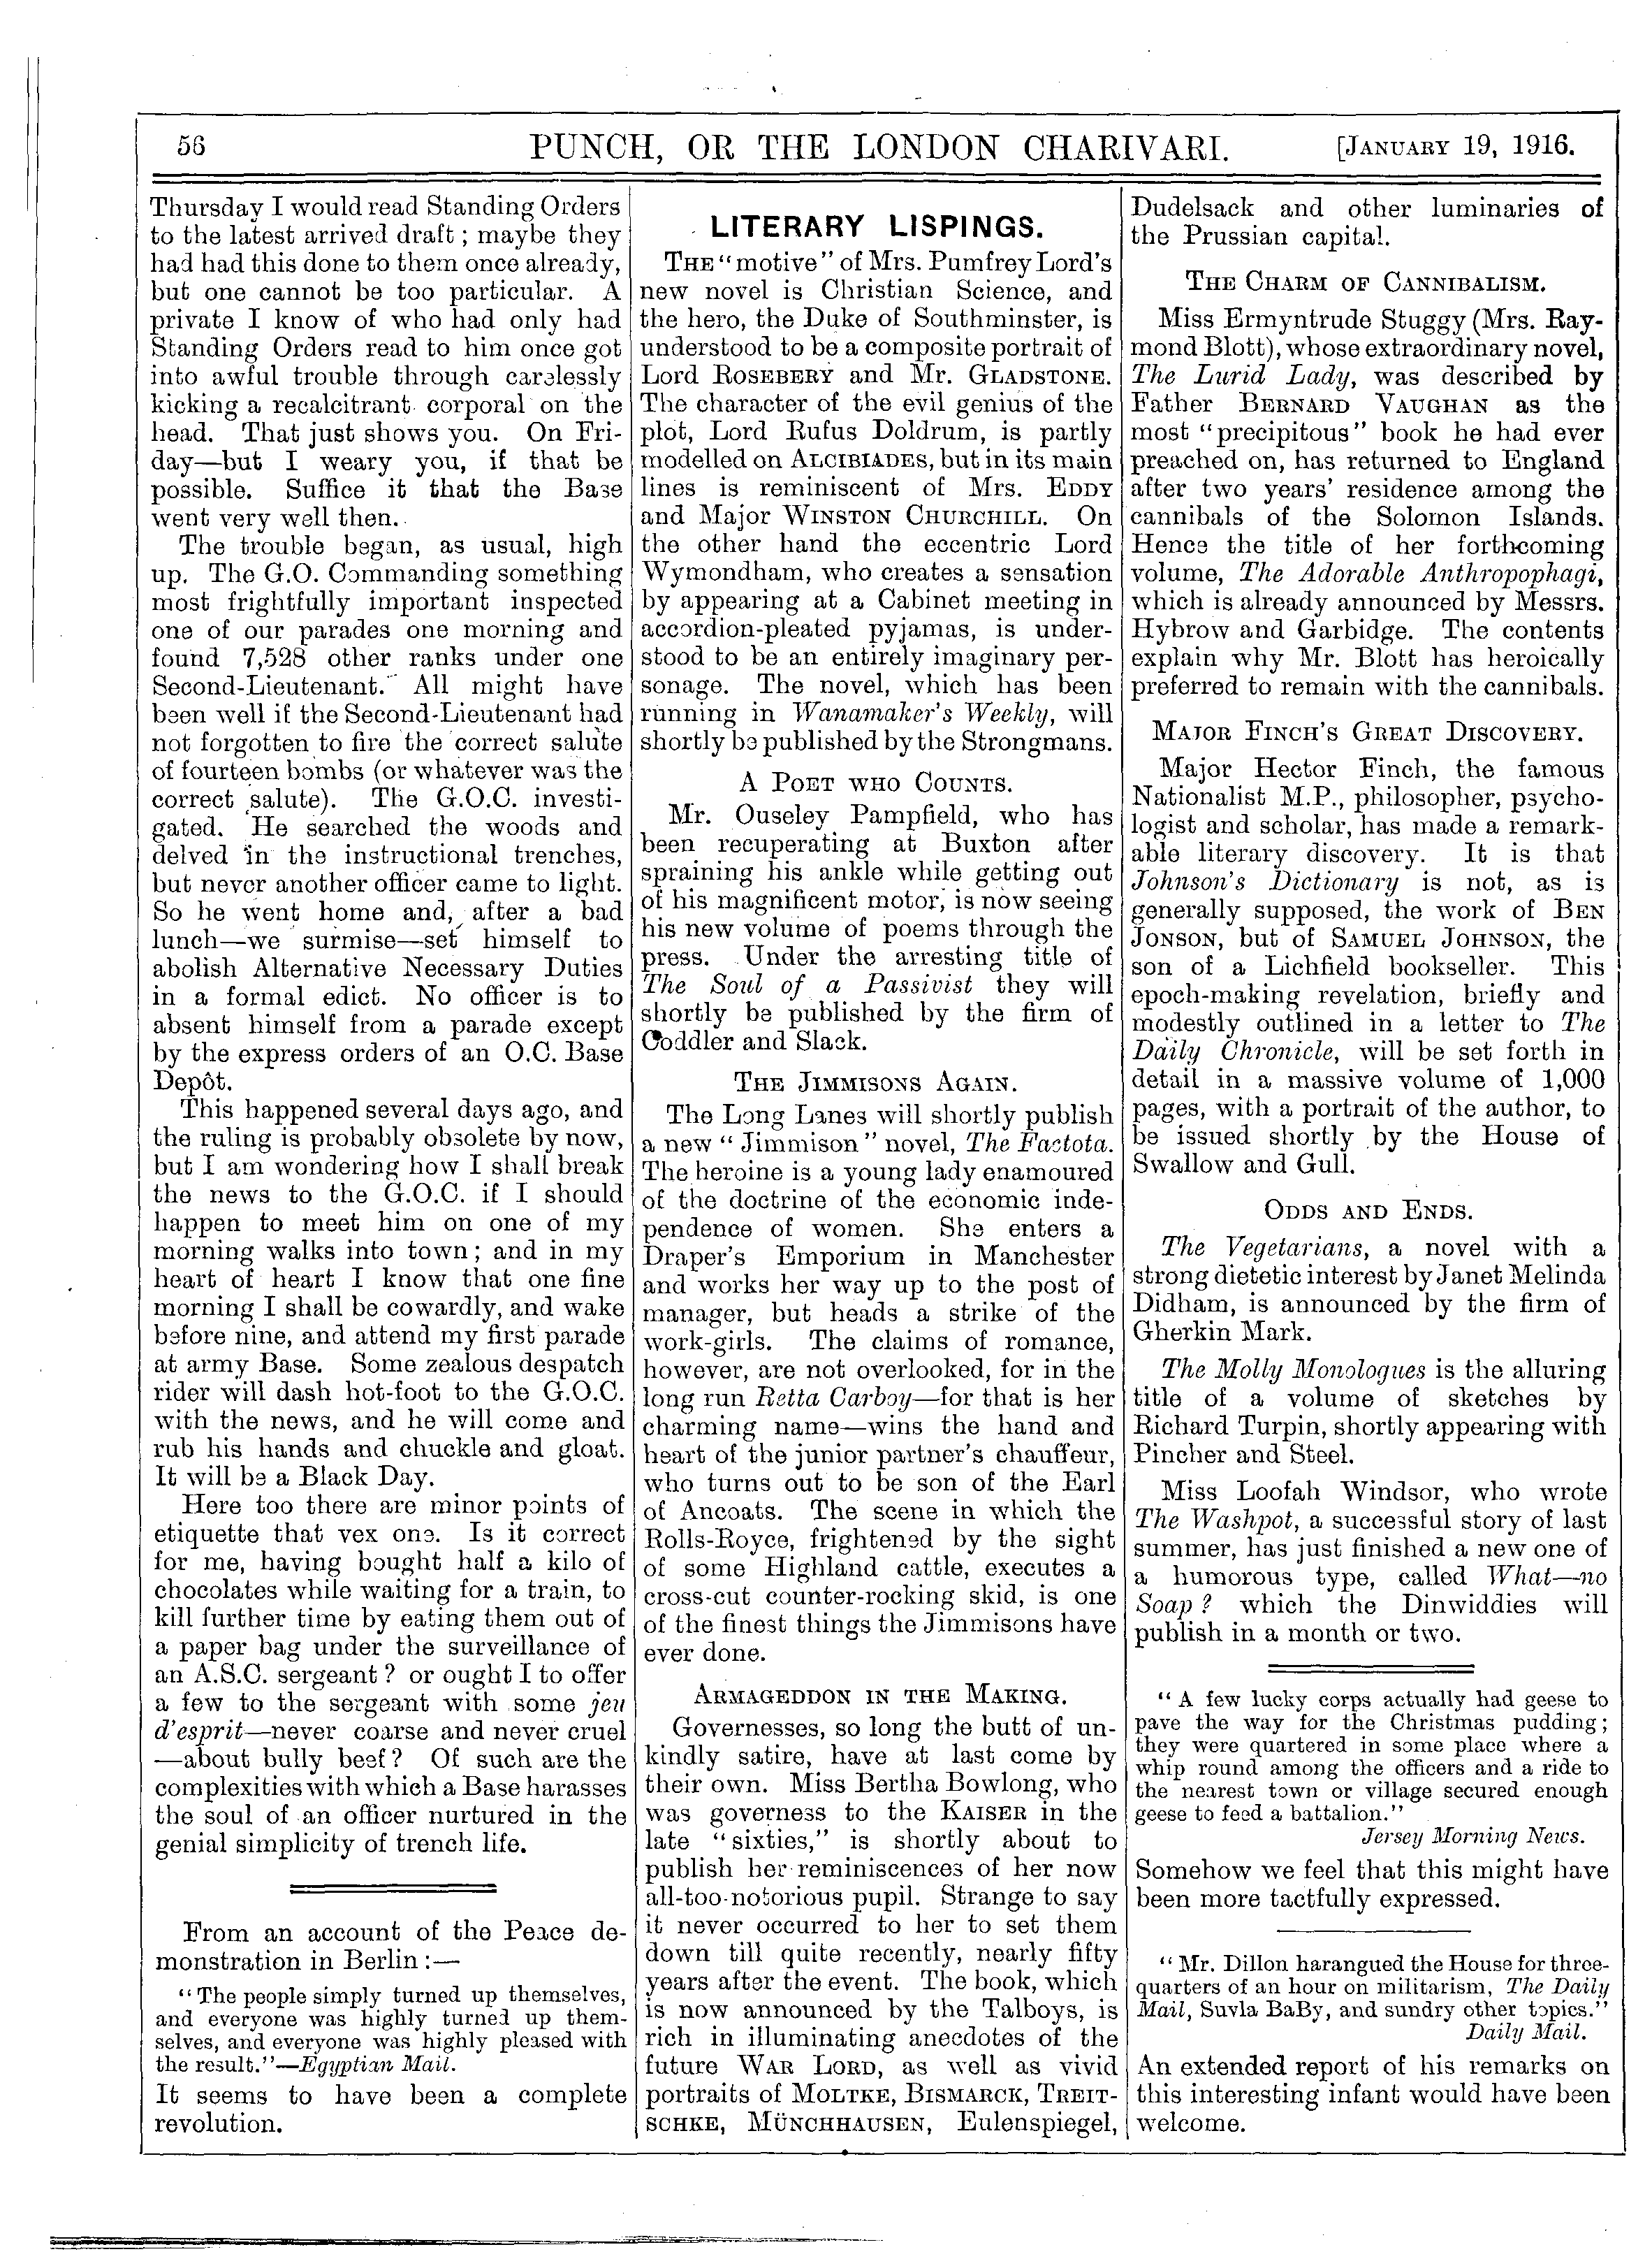 56
PUNCH, OR THE LONDON CHARIVARI.
[JANUARY 19, 1916.
Thursday I would read Standing Orders
to the latest arrived draft; maybe they
had had this done to them once already,
but one cannot be too particular. A
private I know of who had only had
Standing Orders read to him once got
into awful trouble through carelessly
kicking a recalcitrant corporal on the
head. That just shows you. On Fri-
day—but I weary you, if that be
possible. Suffice it that the Base
went very well then.
The trouble began, as usual, high
up. The G.O. Commanding something
most frightfully important inspected
one of our parades one morning and
found 7,528 other ranks under one
Second-Lieutenant. All might have
been well if the Second-Lieutenant had
not forgotten to fire the correct salute
of fourteen bombs (or whatever was the
correct salute). The G.O.C. investi-
gated. He searched the woods and
delved in the instructional trenches,
but never another officer came to light.
So he went home and, after a bad
lunch—we surmise—set himself to
abolish Alternative Necessary Duties
in a formal edict. No officer is to
absent himself from a parade except
by the express orders of an O.C. Base
Depôt.
This happened several days ago, and
the ruling is probably obsolete by now,
but I am wondering how I shall break
the news to the G.O.C. if I should
happen to meet him on one of my
morning walks into town; and in my
heart of heart I know that one fine
morning I shall be cowardly, and wake
before nine, and attend my first parade
at army Base. Some zealous despatch
rider will dash hot-foot to the G.O.C.
with the news, and he will come and
rub his hands and chuckle and gloat.
It will be a Black Day.
Here too there are minor points of
etiquette that vex one. Is it correct
for me, having bought half a kilo of
chocolates while waiting for a train, to
kill further time by eating them out of
a paper bag under the surveillance of
an A.S.C. sergeant? or ought I to offer
a few to the sergeant with some jeu
d'esprit—never coarse and never cruel
—about bully beef? Of such are the
complexities with which a Base harasses
the soul of an officer nurtured in the
genial simplicity of trench life.
From an account of the Peace de-
monstration in Berlin:—
"The people simply turned up themselves,
and everyone was highly turned up them-
selves, and everyone was highly pleased with
the result."—Egyptian Mail.
It seems to have been a complete
revolution.
LITERARY LISPINGS.
THE "motive" of Mrs. Pumfrey Lord's
new novel is Christian Science, and
the hero, the Duke of Southminster, is
understood to be a composite portrait of
Lord ROSEBERY and Mr. GLADSTONE.
The character of the evil genius of the
plot, Lord Rufus Doldrum, is partly
modelled on ALCIBIADES, but in its main
lines is reminiscent of Mrs. EDDY
and Major WINSTON CHURCHILL. On
the other hand the eccentric Lord
Wymondham, who creates a sensation
by appearing at a Cabinet meeting in
accordion-pleated pyjamas, is under-
stood to be an entirely imaginary per-
sonage. The novel, which has been
running in Wanamaker's Weekly, will
shortly be published by the Strongmans.
A POET WHO COUNTS.
Mr. Ouseley Pampfield, who has
been recuperating at Buxton after
spraining his ankle while getting out
of his magnificent motor, is now seeing
his new volume of poems through the
press. Under the arresting title of
The Soul of a Passivist they will
shortly be published by the firm of
Coddler and Slack.
THE JIMMISONS AGAIN.
The Long Lanes will shortly publish
a new "Jimmison" novel, The Factota.
The heroine is a young lady enamoured
of the doctrine of the economic inde-
pendence of women. She enters a
Draper's Emporium in Manchester
and works her way up to the post of
manager, but heads a strike of the
work-girls. The claims of romance,
however, are not overlooked, for in the
long run Retta Carboy—for that is her
charming name—wins the hand and
heart of the junior partner's chauffeur,
who turns out to be son of the Earl
of Ancoats. The scene in which the
Rolls-Royce, frightened by the sight
of some Highland cattle, executes a
cross-cut counter-rocking skid, is one
of the finest things the Jimmisons have
ever done.
ARMAGEDDON IN THE MAKING.
Governesses, so long the butt of un-
kindly satire, have at last come by
their own. Miss Bertha Bowlong, who
was governess to the KAISER in the
late "sixties," is shortly about to
publish her reminiscences of her now
all-too-notorious pupil. Strange to say
it never occurred to her to set them
down till quite recently, nearly fifty
years after the event. The book, which
is now announced by the Talboys, is
rich in illuminating anecdotes of the
future WAR LORD, as well as vivid
portraits of MOLTKE, BISMARCK, TREIT-
SCHKE, MÜNCHHAUSEN, Eulenspiegel,
Dudelsack and other luminaries of
the Prussian capital.
THE CHARM OF CANNIBALISM.
Miss Ermyntrude Stuggy (Mrs. Ray-
mond Blott), whose extraordinary novel,
The Lurid Lady, was described by
Father BERNARD VAUGHAN as the
most "precipitous" book he had ever
preached on, has returned to England
after two years' residence among the
cannibals of the Solomon Islands.
Hence the title of her forthcoming
volume, The Adorable Anthropophagi,
which is already announced by Messrs.
Hybrow and Garbidge. The contents
explain why Mr. Blott has heroically
preferred to remain with the cannibals.
MAJOR FINCH'S GREAT DISCOVERY.
Major Hector Finch, the famous
Nationalist M.P., philosopher, psycho-
logist and scholar, has made a remark-
able literary discovery. It is that
Johnson's Dictionary is not, as is
generally supposed, the work of BEN
JONSON, but of SAMUEL JOHNSON, the
son of a Lichfield bookseller. This
epoch-making revelation, briefly and
modestly outlined in a letter to The
Daily Chronicle, will be set forth in
detail in a massive volume of 1,000
pages, with a portrait of the author, to
be issued shortly by the House of
Swallow and Gull.
ODDS AND ENDS.
The Vegetarians, a novel with a
strong dietetic interest by Janet Melinda
Didham, is announced by the firm of
Gherkin Mark.
The Molly Monologues is the alluring
title of a volume of sketches by
Richard Turpin, shortly appearing with
Pincher and Steel.
Miss Loofah Windsor, who wrote
The Washpot, a successful story of last
summer, has just finished a new one of
a humorous type, called What—no
Soap? which the Dinwiddies will
publish in a month or two.
"A few lucky corps actually had geese to
pave the way for the Christmas pudding;
they were quartered in some place where a
whip round among the officers and a ride to
the nearest town or village secured enough
geese to feed a battalion."
Jersey Morning News.
Somehow we feel that this might have
been more tactfully expressed.
"Mr. Dillon harangued the House for three-
quarters of an hour on militarism, The Daily
Mail, Suvla BaBy, and sundry other topics."
Daily Mail.
An extended report of his remarks on
this interesting infant would have been
welcome.